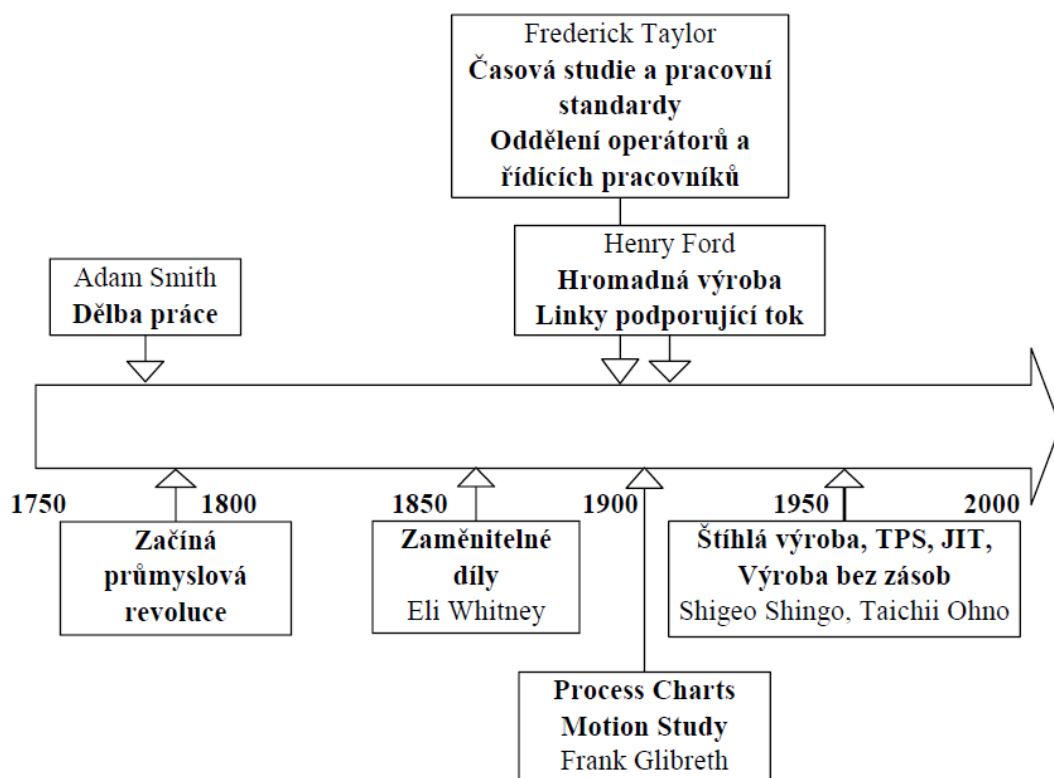 Frederick Taylor
Časová studie a pracovní
standardy
Oddělení operátorů a
řídících pracovníků
Henry Ford
Hromadná výroba
Linky podporující tok
Adam Smith
Dělba práce
1750
1800
1850
1900
1950
2000
Začíná
průmyslová
revoluce
Zaměnitelné
díly
Eli Whitney
Štíhlá výroba, TPS, JIT,
Výroba bez zásob
Shigeo Shingo, Taichii Ohno
Process Charts
Motion Study
Frank Glibreth